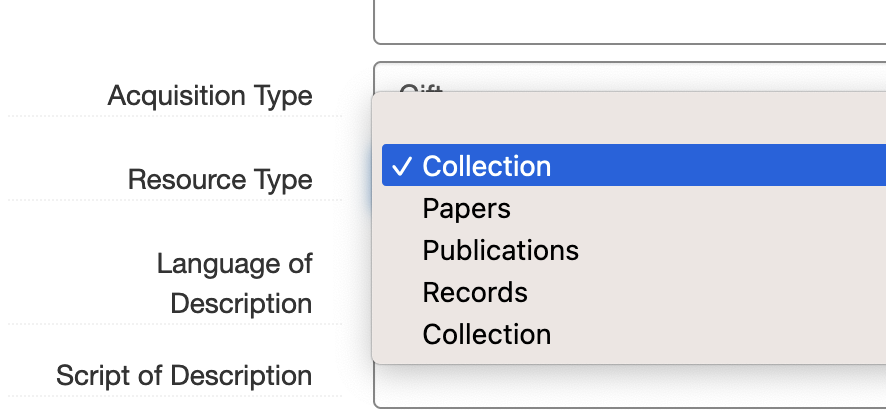 Acquisition Type
Gift
Resource Type
✓ Collection
Papers
Publications
Records
Collection
Language of
Description
Script of Description